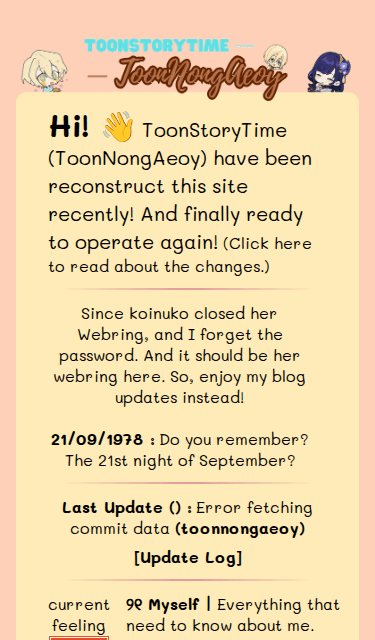 TOONSTORYTIME —
— ToonNongAeoy
Hi! 👋 ToonStoryTime
(ToonNongAeoy) have been
reconstruct this site
recently! And finally ready
to operate again! (Click here
to read about the changes.)
Since koinuko closed her
Webring, and I forget the
password. And it should be her
webring here. So, enjoy my blog
updates instead!
21/09/1978 : Do you remember?
The 21st night of September?
Last Update () : Error fetching
commit data (toonnongaeoy)
[Update Log]
current
feeling
୨୧ Myself | Everything that
need to know about me.